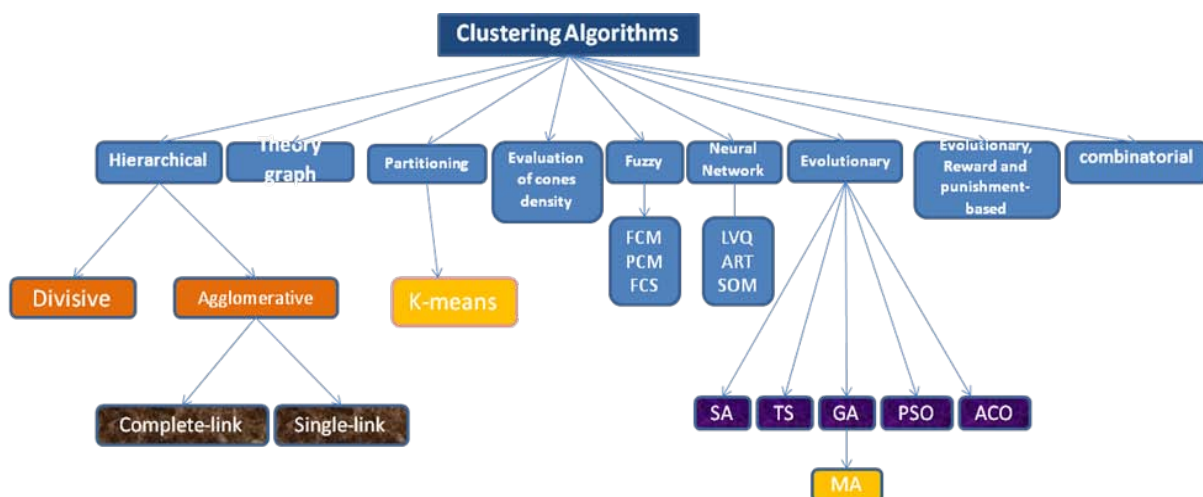 Clustering Algorithms
Hierarchical
Theory
graph
Partitioning
Evaluation
of cones
density
Fuzzy
Neural
Network
Evolutionary
Evolutionary,
Reward and
punishment-
based
combinatorial
FCM
PCM
FCS
LVQ
ART
SOM
Divisive
Agglomerative
K-means
Complete-link
Single-link
SA
TS
GA
PSO
ACO
MA